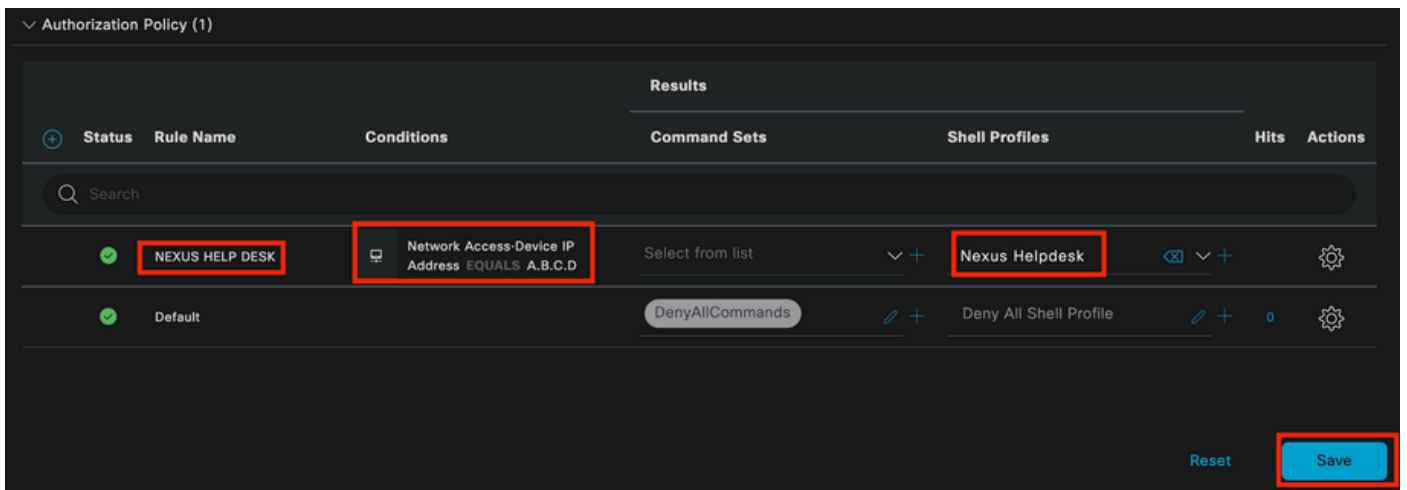 Authorization Policy (1)
Results
Status Rule Name Conditions Command Sets Shell Profiles Hits Actions
Search
NEXUS HELP DESK
Network Access·Device IP
Address EQUALS A.B.C.D
Select from list
Nexus Helpdesk
Default
DenyAllCommands
Deny All Shell Profile
0
Reset
Save